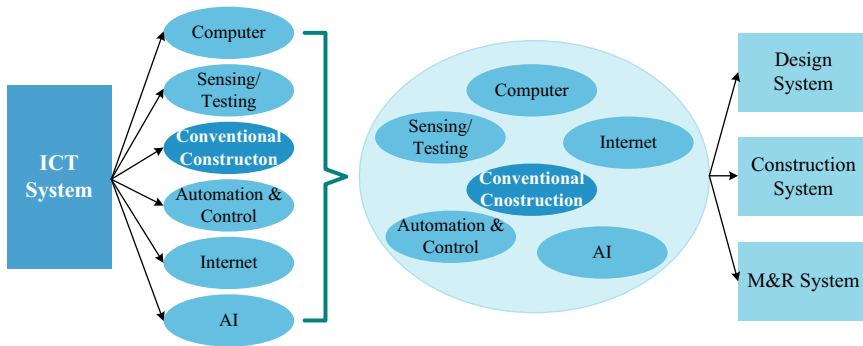 ICT
System
Computer
Sensing/
Testing
Conventional
Constructon
Automation &
Control
Internet
AI
Computer
Sensing/
Testing
Internet
Conventional
Cnostruction
Automation &
Control
AI
Design
System
Construction
System
M&R System